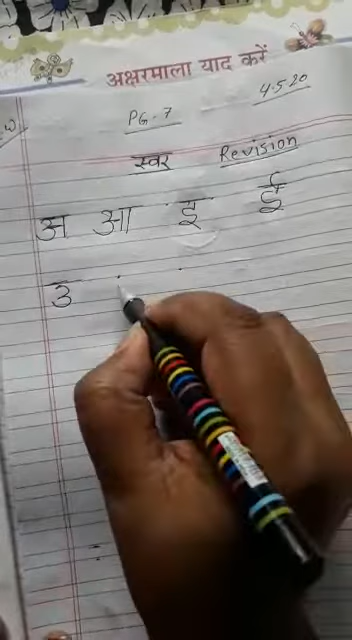 अक्षरमाला याद करें
PG-7 4.5.20
स्वर Revision
अ आ इ ई
उ